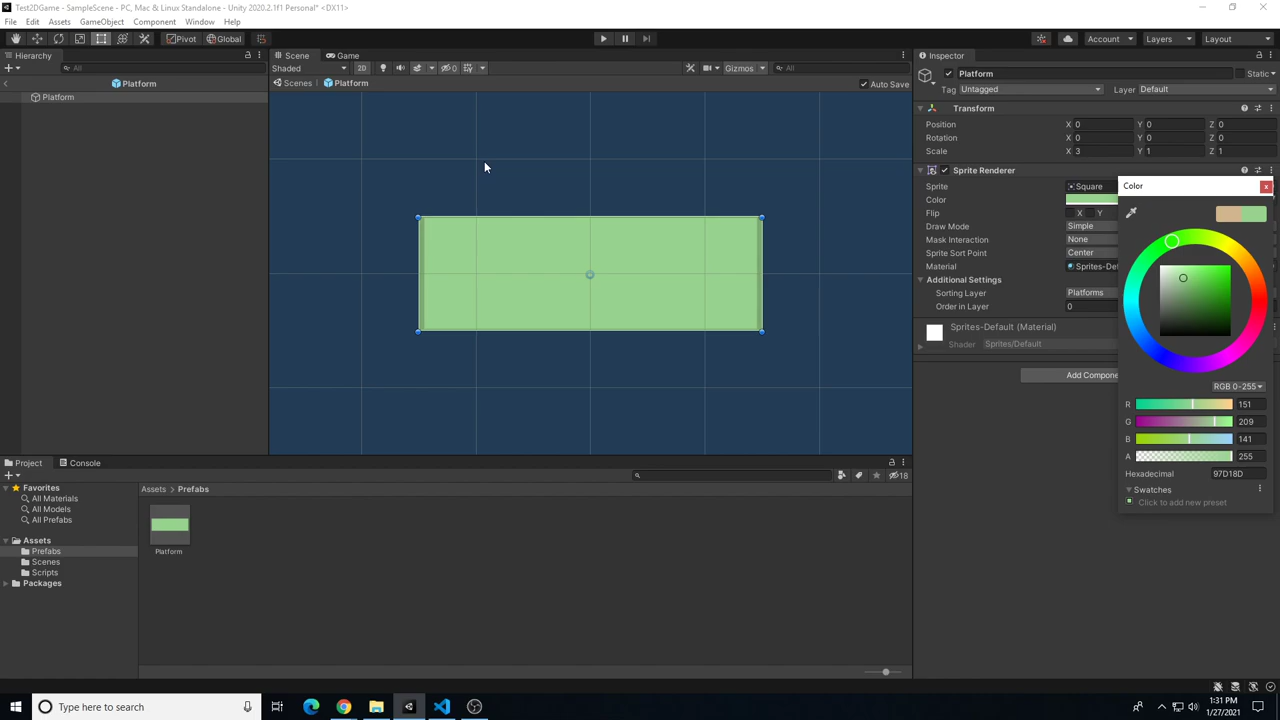 Test2DGame - SampleScene - PC, Mac & Linux Standalone - Unity 2020.2.1f1 Personal* <DX11>
File Edit Assets GameObject Component Window Help
Pivot Global Account Layers Layout
Hierarchy
All
Platform
Platform
Scene Game
Shaded 2D 0 Gizmos All
Scenes Platform Auto Save
Inspector
Platform Static
Tag Untagged Layer Default
Transform
Position X 0 Y 0 Z 0
Rotation X 0 Y 0 Z 0
Scale X 3 Y 1 Z 1
Sprite Renderer
Sprite Square
Color
Flip X Y
Draw Mode Simple
Mask Interaction None
Sprite Sort Point Center
Material Sprites-Def
Additional Settings
Sorting Layer Platforms
Order in Layer 0
Sprites-Default (Material)
Shader Sprites/Default
Add Compone
Color x
RGB 0-255
R 151
G 209
B 141
A 255
Hexadecimal 97D18D
Swatches
Click to add new preset
Project Console
18
Favorites
All Materials
All Models
All Prefabs
Assets
Prefabs
Scenes
Scripts
Packages
Assets Prefabs
Platform
Type here to search
1:31 PM
1/27/2021